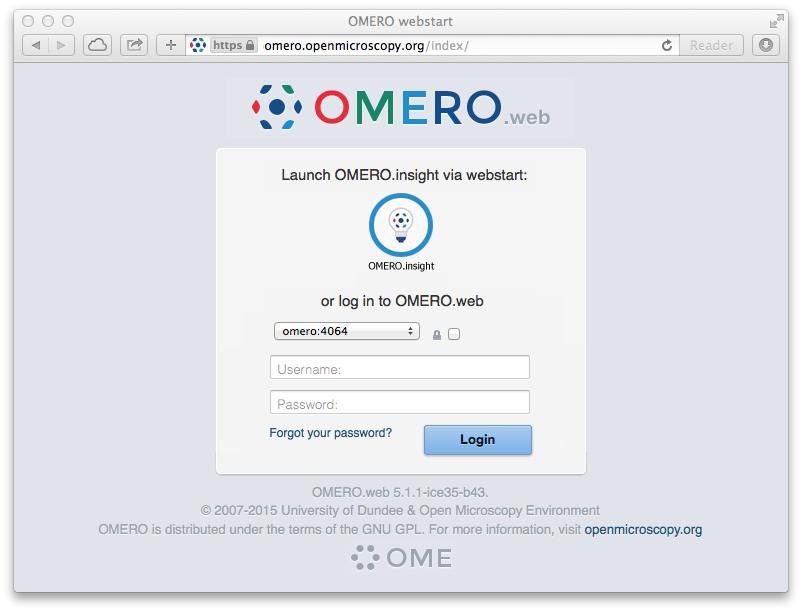 OMERO webstart
https omero.openmicroscopy.org/index/ Reader
OMERO.web
Launch OMERO.insight via webstart:
OMERO.insight
or log in to OMERO.web
omero:4064
Username:
Password:
Forgot your password? Login
OMERO.web 5.1.1-ice35-b43.
© 2007-2015 University of Dundee & Open Microscopy Environment
OMERO is distributed under the terms of the GNU GPL. For more information, visit openmicroscopy.org
OME